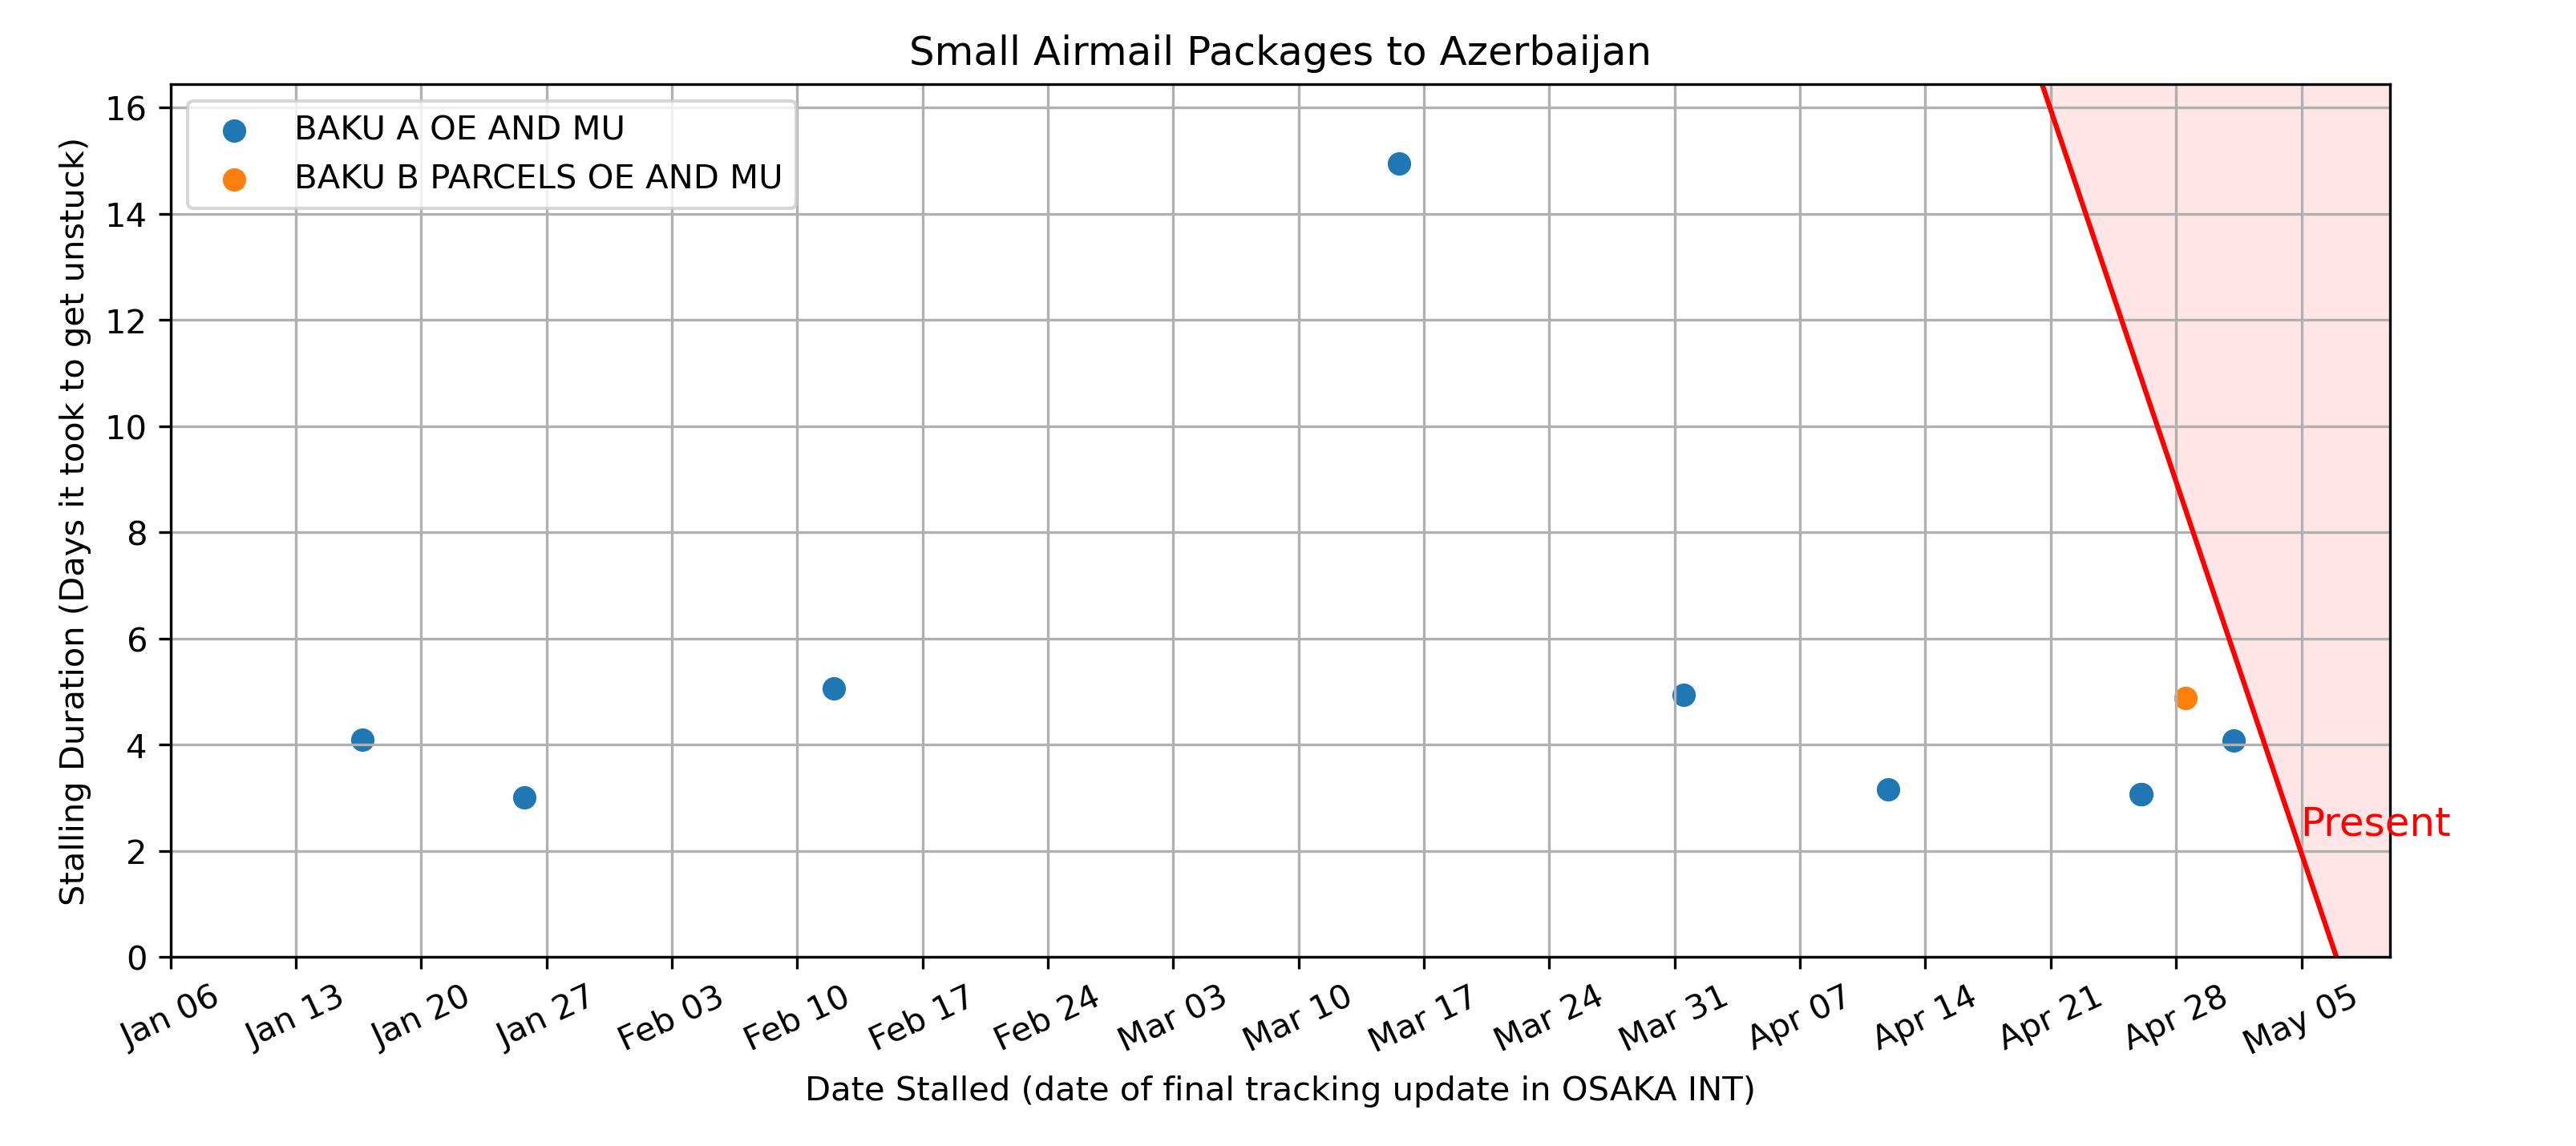 Small Airmail Packages to Azerbaijan
BAKU A OE AND MU
BAKU B PARCELS OE AND MU
Stalling Duration (Days it took to get unstuck)
16
14
12
10
8
6
4
2
0
Present
Jan 06
Jan 13
Jan 20
Jan 27
Feb 03
Feb 10
Feb 17
Feb 24
Mar 03
Mar 10
Mar 17
Mar 24
Mar 31
Apr 07
Apr 14
Apr 21
Apr 28
May 05
Date Stalled (date of final tracking update in OSAKA INT)